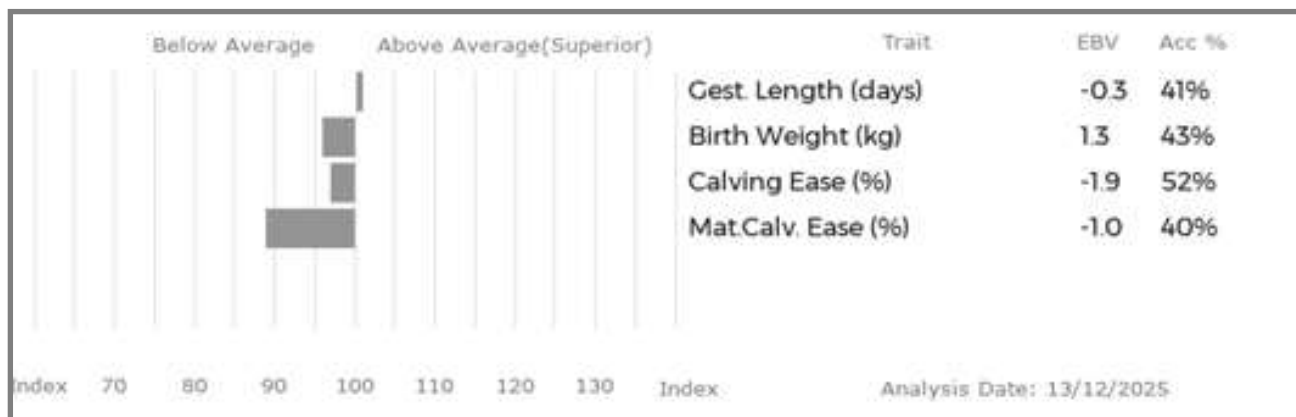 Below Average Above Average(Superior) Trait EBV Acc %
Gest. Length (days) -0.3 41%
Birth Weight (kg) 1.3 43%
Calving Ease (%) -1.9 52%
Mat.Calv. Ease (%) -1.0 40%
Index 70 80 90 100 110 120 130 Index Analysis Date: 13/12/2025